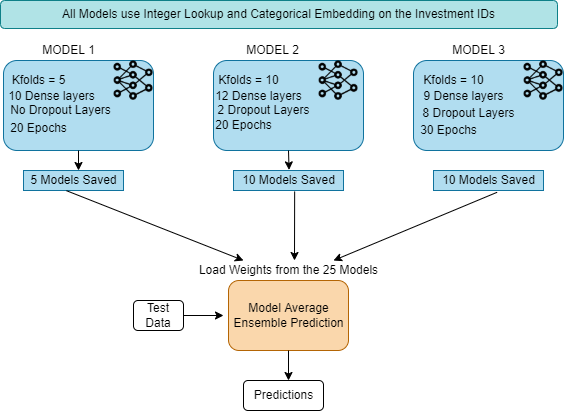 All Models use Integer Lookup and Categorical Embedding on the Investment IDs
MODEL 1
Kfolds = 5
10 Dense layers
No Dropout Layers
20 Epochs
5 Models Saved
MODEL 2
Kfolds = 10
12 Dense layers
2 Dropout Layers
20 Epochs
10 Models Saved
MODEL 3
Kfolds = 10
9 Dense layers
8 Dropout Layers
30 Epochs
10 Models Saved
Load Weights from the 25 Models
Test
Data
Model Average
Ensemble Prediction
Predictions